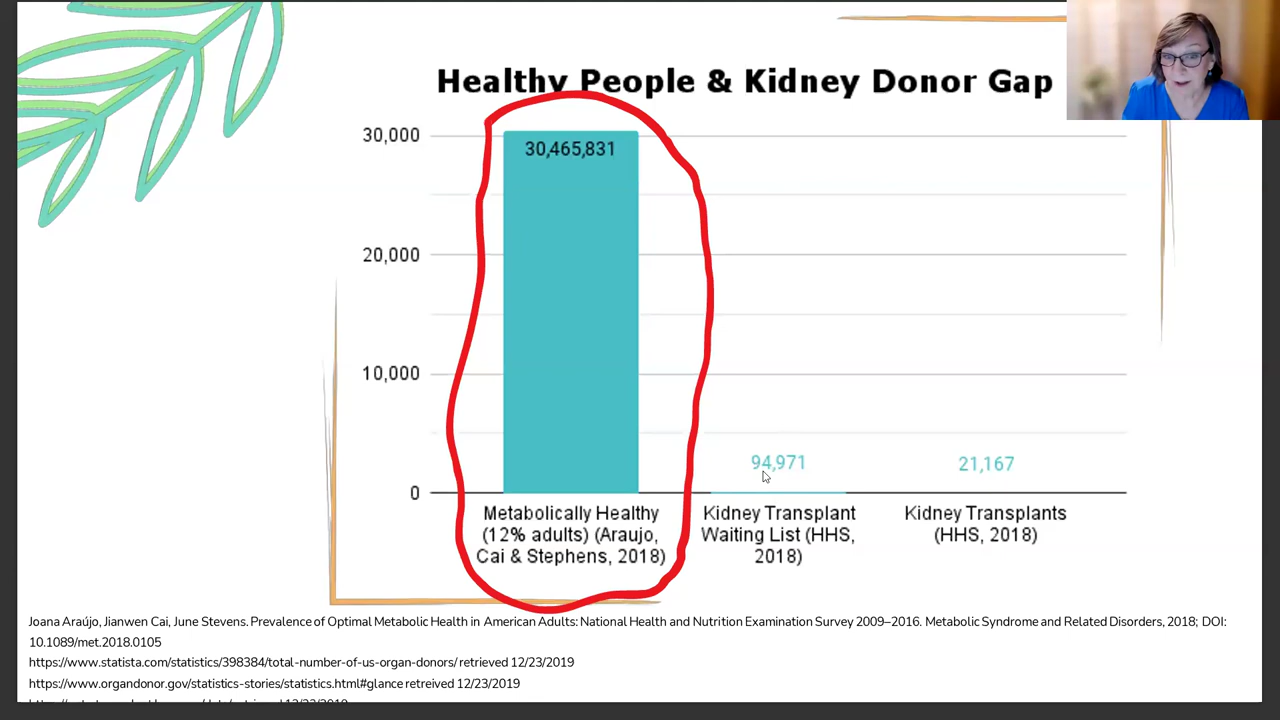 Healthy People & Kidney Donor Gap
30,000
30,465,831
20,000
10,000
94,971
21,167
0
Metabolically Healthy
(12% adults) (Araujo,
Cai & Stephens, 2018)
Kidney Transplant
Waiting List (HHS,
2018)
Kidney Transplants
(HHS, 2018)
Joana Araújo, Jianwen Cai, June Stevens. Prevalence of Optimal Metabolic Health in American Adults: National Health and Nutrition Examination Survey 2009–2016. Metabolic Syndrome and Related Disorders, 2018; DOI:
10.1089/met.2018.0105
https://www.statista.com/statistics/398384/total-number-of-us-organ-donors/ retrieved 12/23/2019
https://www.organdonor.gov/statistics-stories/statistics.html#glance retreived 12/23/2019